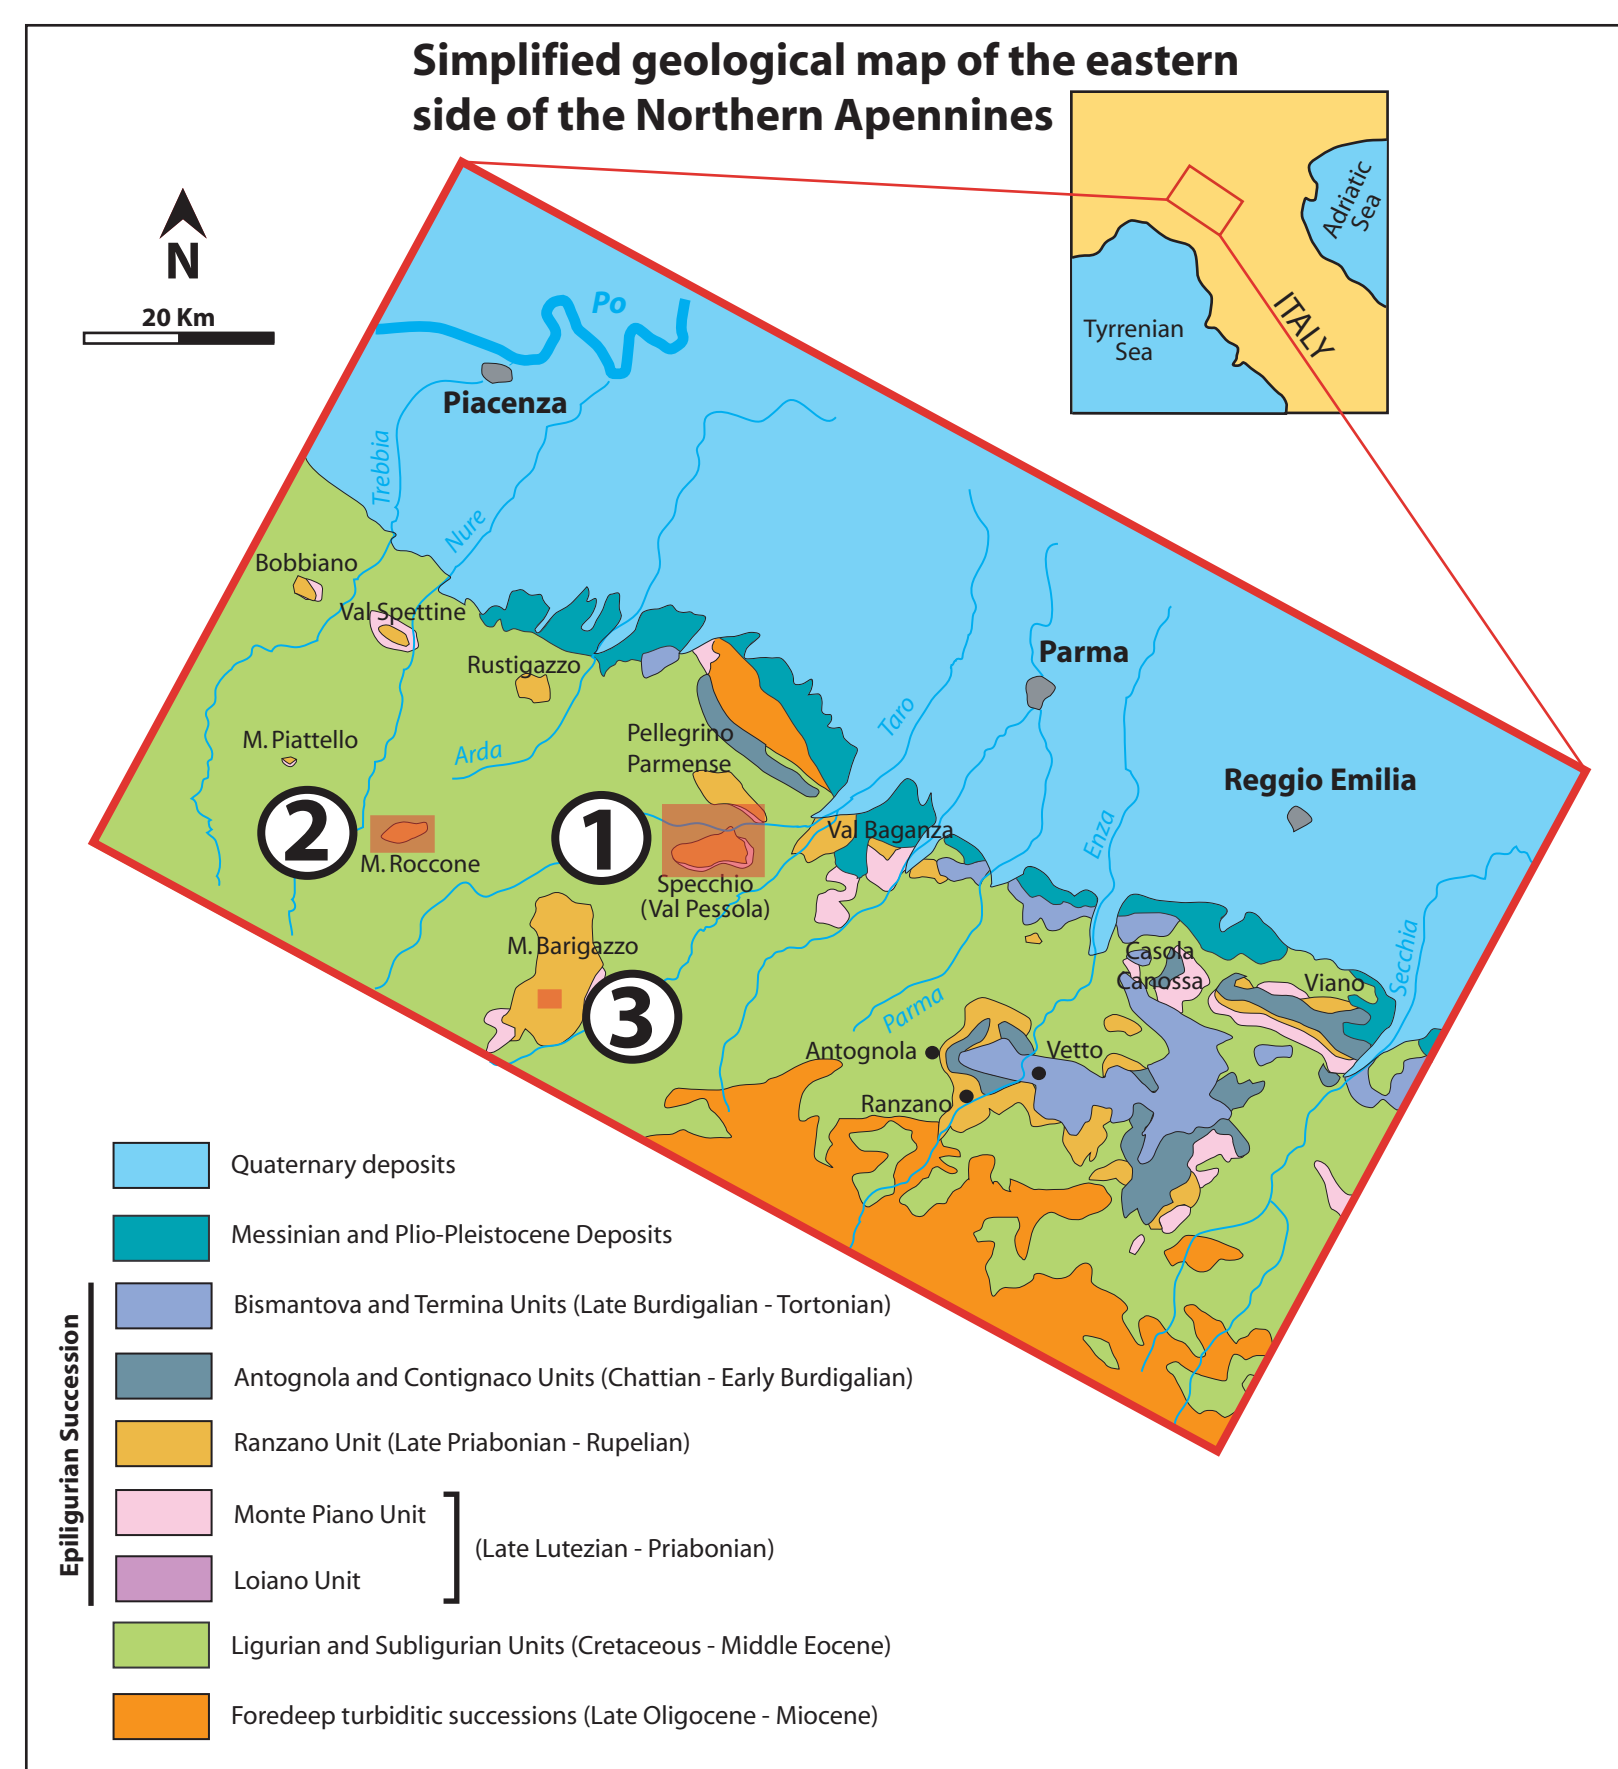 Simplified geological map of the eastern
side of the Northern Apennines
N
20 Km
Adriatic
Sea
Tyrrenian
Sea
ITALY
Po
Piacenza
Trebbia
Nure
Bobbiano
Val Spettine
Rustigazzo
Parma
Taro
Pellegrino
Parmense
M. Piattello
Arda
Reggio Emilia
2
1
Val Baganza
Enza
M. Roccone
Specchio
(Val Pessola)
M. Barigazzo
Casola
Canossa
Viano
Secchia
3
Parma
Antognola
Vetto
Ranzano
Quaternary deposits
Messinian and Plio-Pleistocene Deposits
Epiligurian Succession
Bismantova and Termina Units (Late Burdigalian - Tortonian)
Antognola and Contignaco Units (Chattian - Early Burdigalian)
Ranzano Unit (Late Priabonian - Rupelian)
Monte Piano Unit
(Late Lutezian - Priabonian)
Loiano Unit
Ligurian and Subligurian Units (Cretaceous - Middle Eocene)
Foredeep turbiditic successions (Late Oligocene - Miocene)